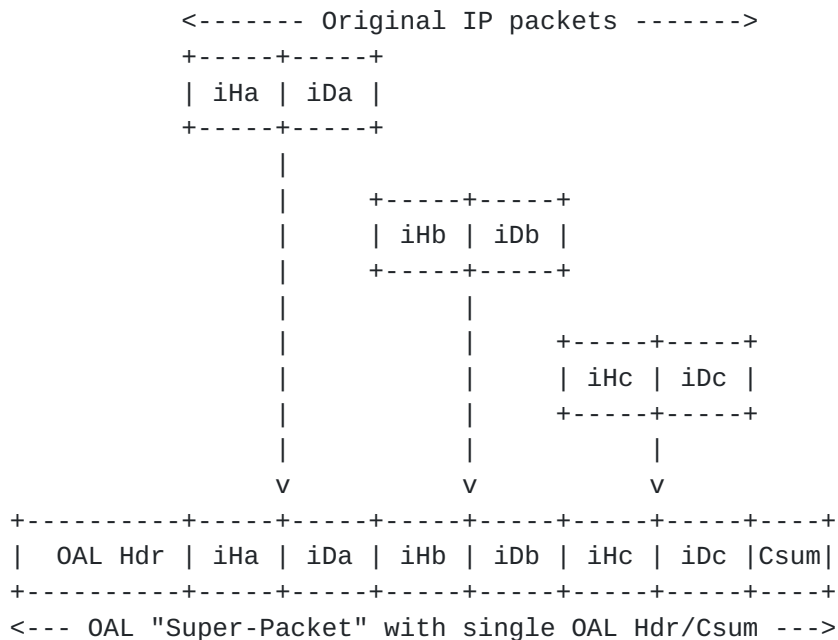 <------- Original IP packets ------->
+-----+-----+
| iHa | iDa |
+-----+-----+
|
| +-----+-----+
| | iHb | iDb |
| +-----+-----+
| |
| | +-----+-----+
| | | iHc | iDc |
| | +-----+-----+
| | |
v v v
+----------+-----+-----+-----+-----+-----+-----+----+
| OAL Hdr | iHa | iDa | iHb | iDb | iHc | iDc |Csum|
+----------+-----+-----+-----+-----+-----+-----+----+
<--- OAL "Super-Packet" with single OAL Hdr/Csum --->